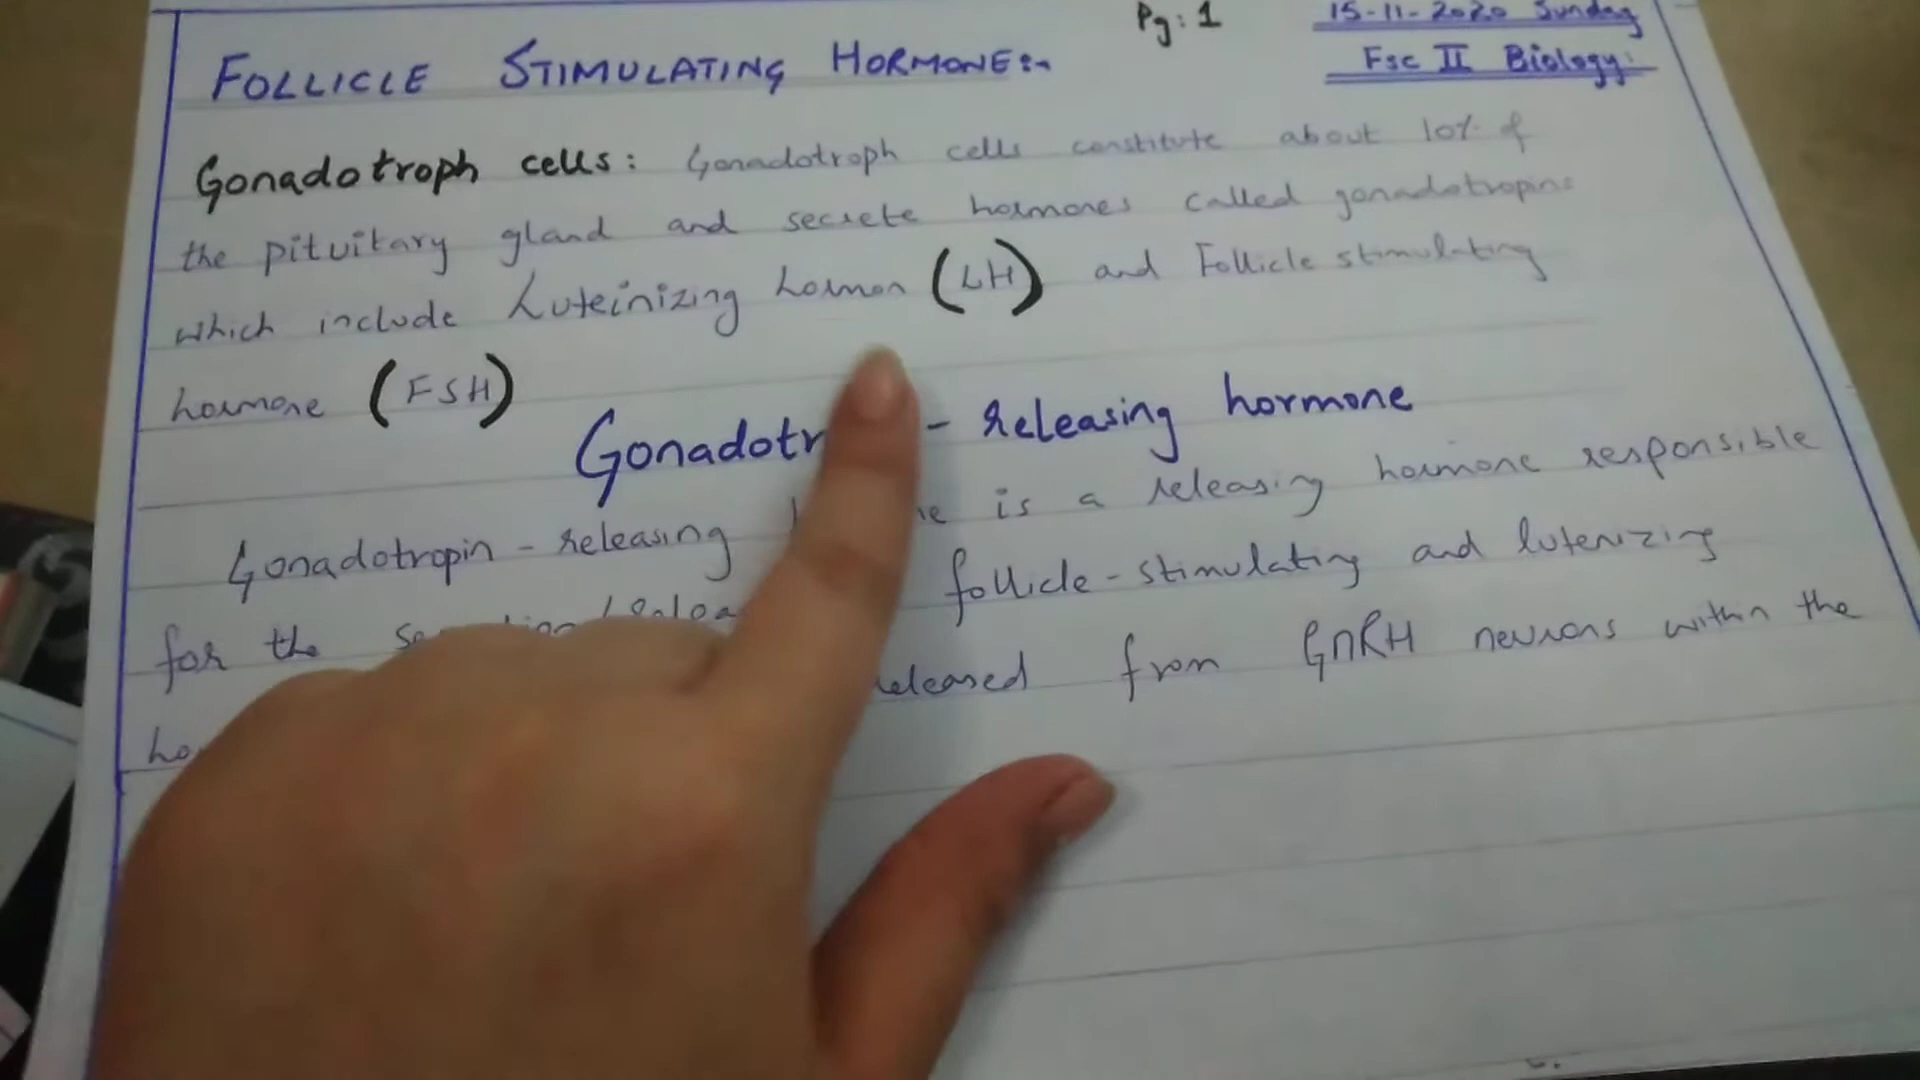 Pg: 1
15-11-2020 Sunday
Fsc II Biology:
FOLLICLE STIMULATING HORMONE:-
Gonadotroph cells: Gonadotroph cells constitute about 10% of
the pituitary gland and secrete hormones called gonadotropins
which include Luteinizing hormon (LH) and Follicle stimulating
hormone (FSH)
- releasing hormone
Gonadotropin - releasing is a releasing hormone responsible
for the follicle - stimulating and lutenizing
released from GnRH neurons within the